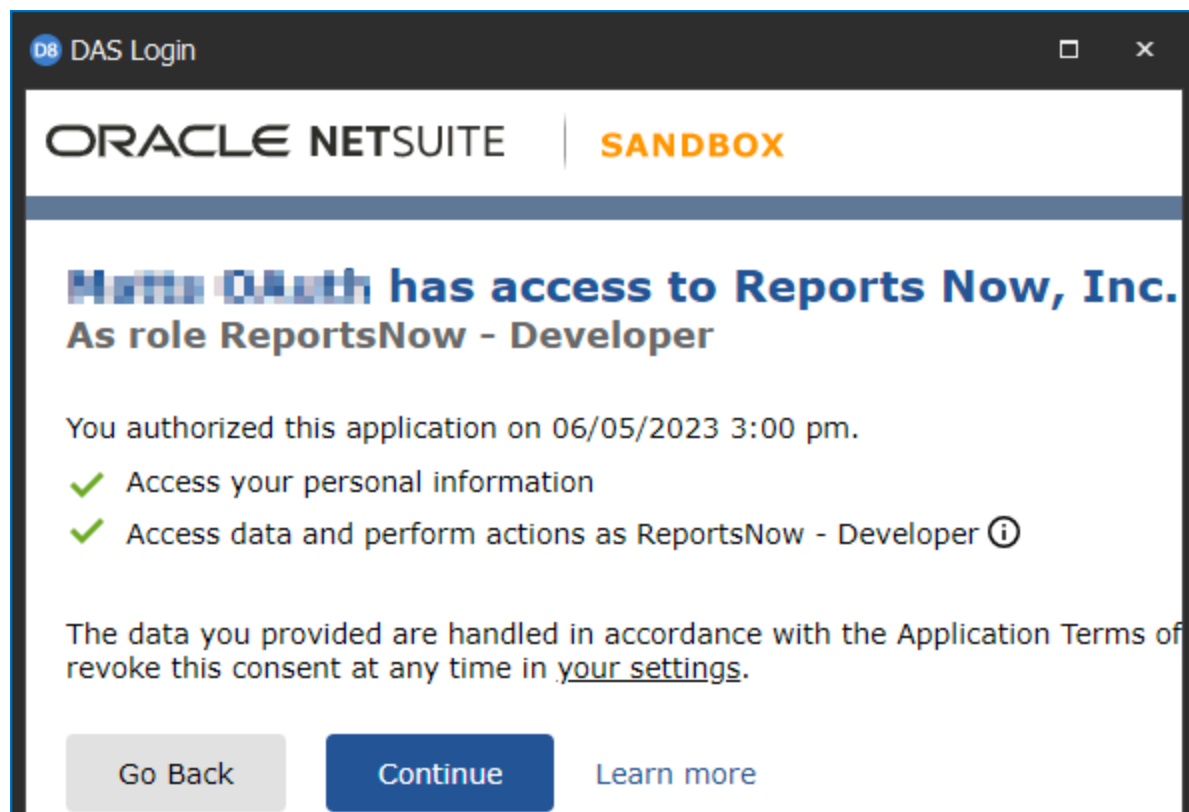 D8 DAS Login
ORACLE NETSUITE SANDBOX
has access to Reports Now, Inc.
As role ReportsNow - Developer
You authorized this application on 06/05/2023 3:00 pm.
Access your personal information
Access data and perform actions as ReportsNow - Developer
The data you provided are handled in accordance with the Application Terms of
revoke this consent at any time in your settings.
Go Back Continue Learn more